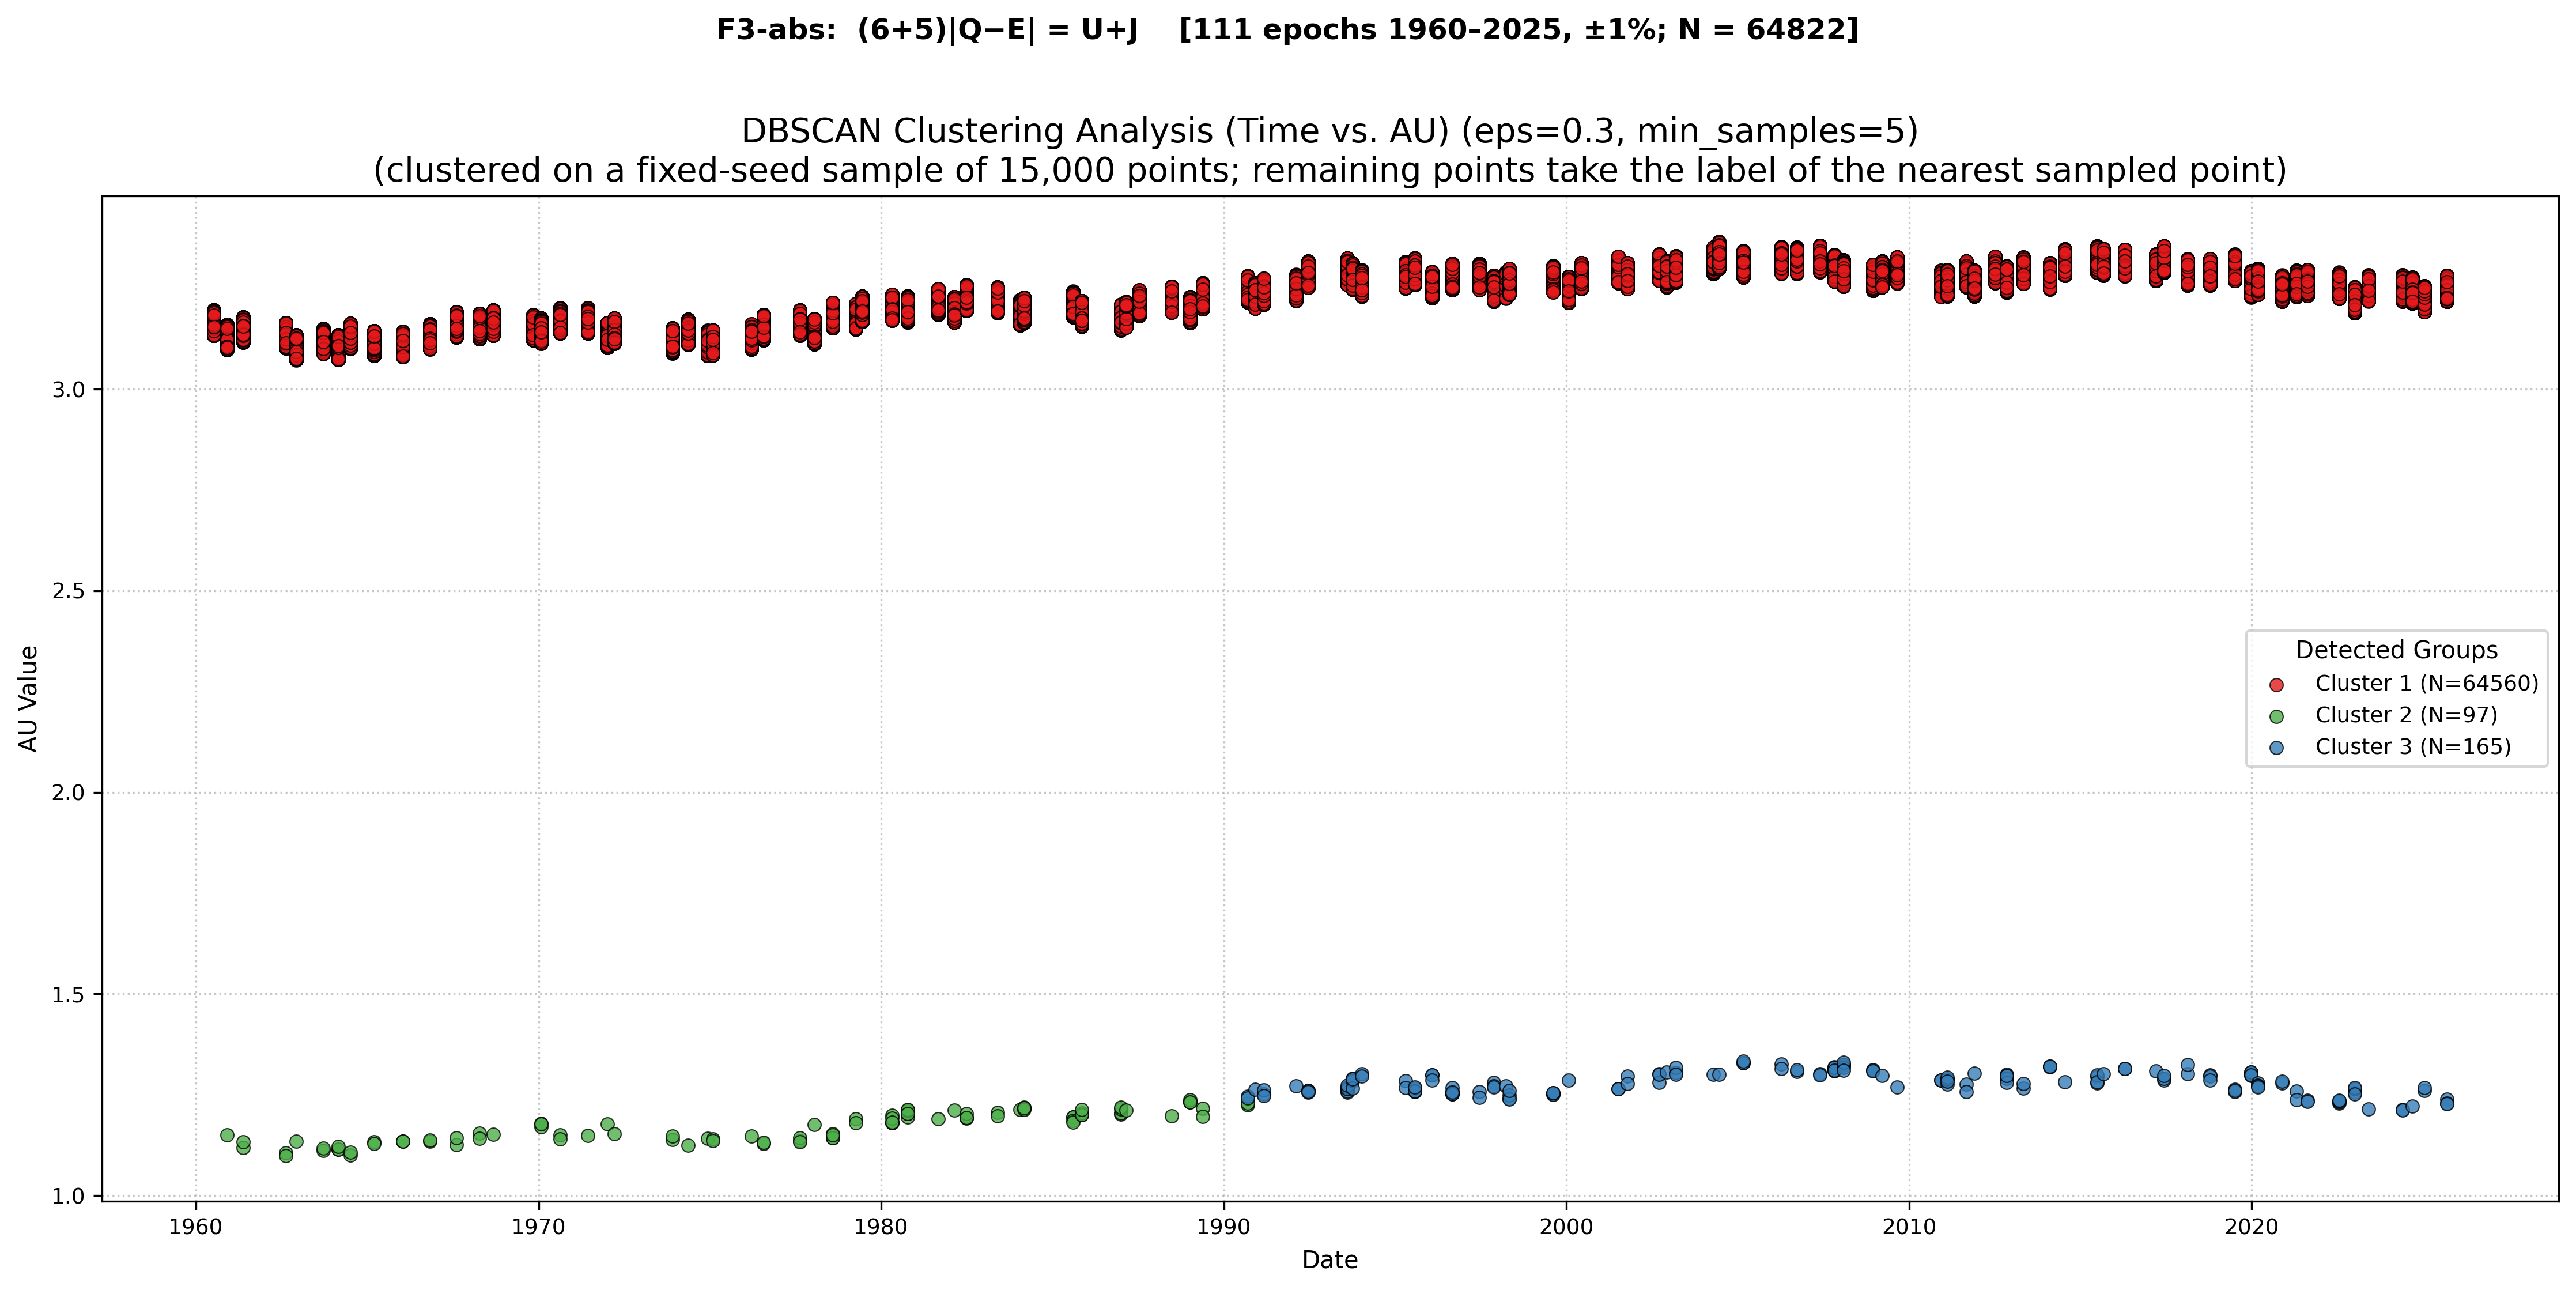 F3-abs:  (6+5)|Q−E| = U+J    [111 epochs 1960–2025, ±1%; N = 64822]
DBSCAN Clustering Analysis (Time vs. AU) (eps=0.3, min_samples=5)
(clustered on a fixed-seed sample of 15,000 points; remaining points take the label of the nearest sampled point)
AU Value
3.0
2.5
2.0
1.5
1.0
Detected Groups
Cluster 1 (N=64560)
Cluster 2 (N=97)
Cluster 3 (N=165)
1960 1970 1980 1990 2000 2010 2020
Date